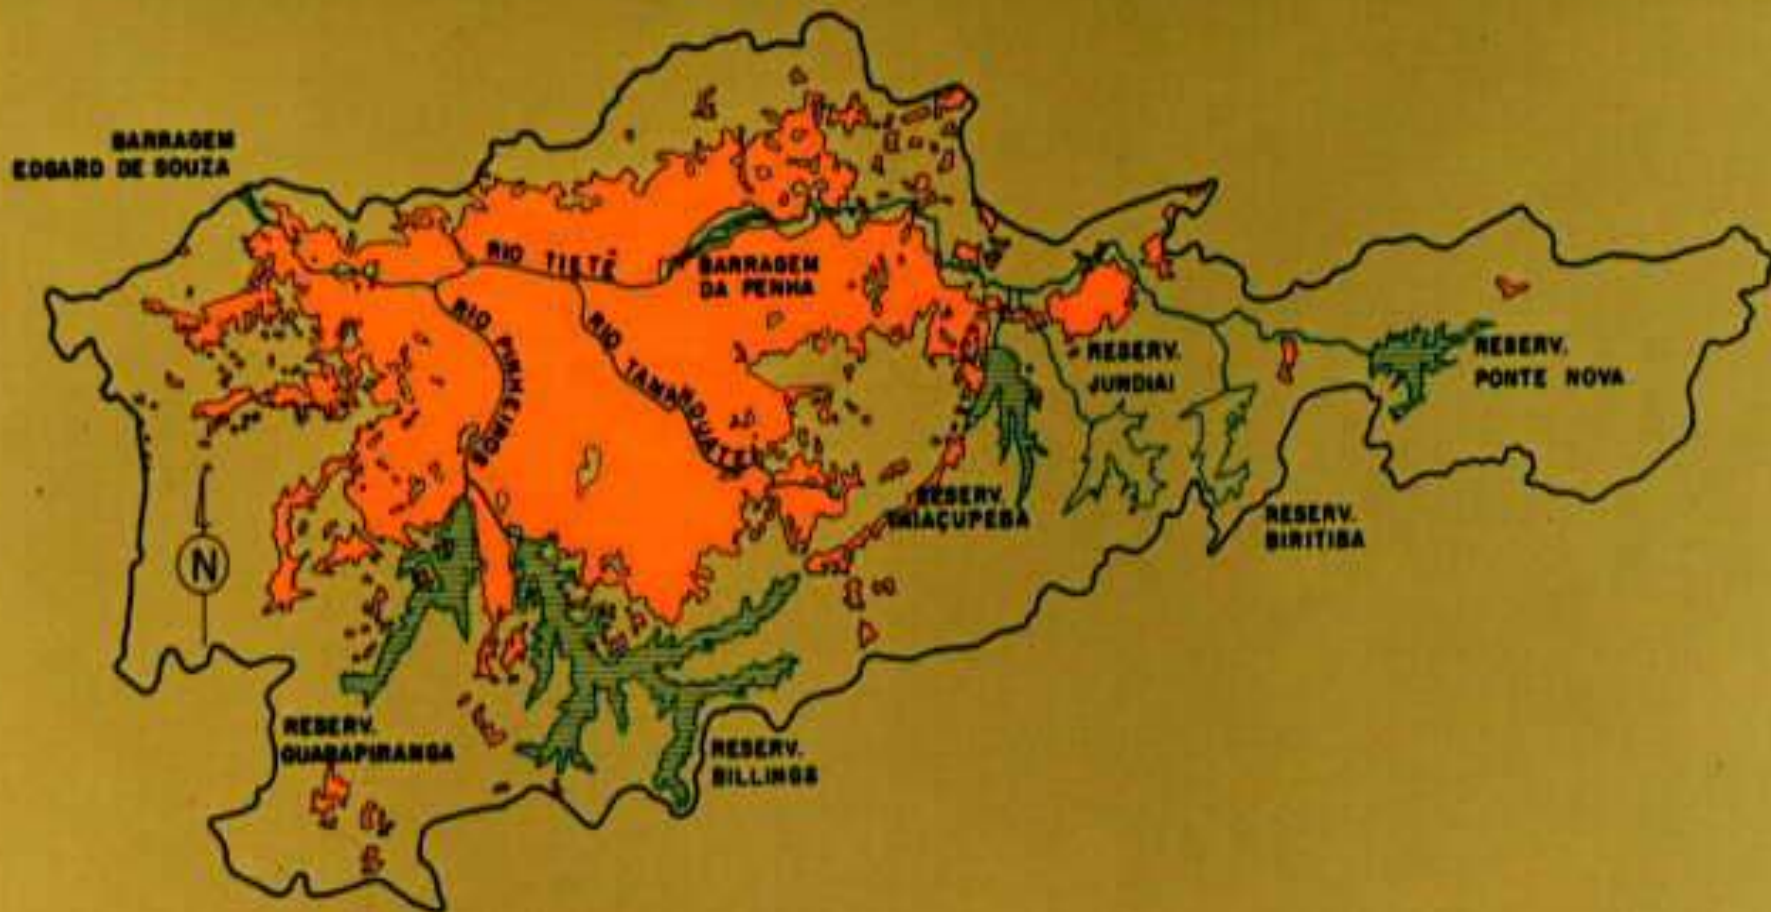 BARRAGEM
EDGARD DE SOUZA
RIO TIETÊ
BARRAGEM
DA PENHA
RIO PINHEIROS
RIO TAMANDUATEÍ
RESERV.
JUNDIAI
RESERV.
PONTE NOVA
RESERV.
TAIAÇUPEBA
RESERV.
BIRITIBA
N
RESERV.
GUARAPIRANGA
RESERV.
BILLINGS